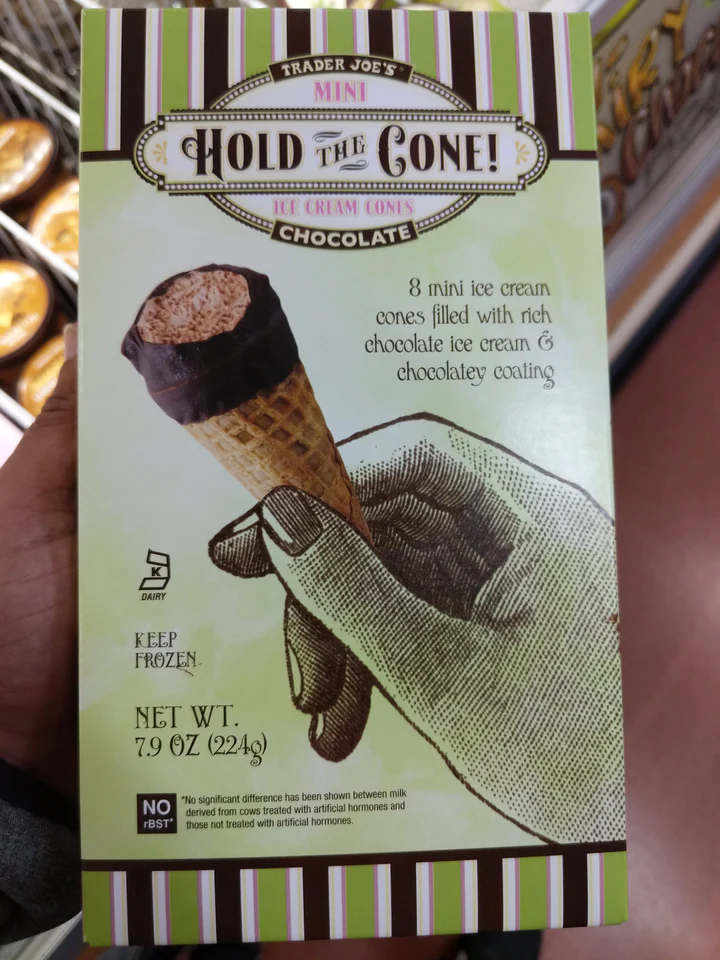 TRADER JOE'S
MINI
HOLD THE CONE!
ICE CREAM CONES
CHOCOLATE
8 mini ice cream
cones filled with rich
chocolate ice cream &
chocolatey coating
K
DAIRY
KEEP
FROZEN
NET WT.
7.9 OZ (224g)
NO
rBST*
*No significant difference has been shown between milk
derived from cows treated with artificial hormones and
those not treated with artificial hormones.